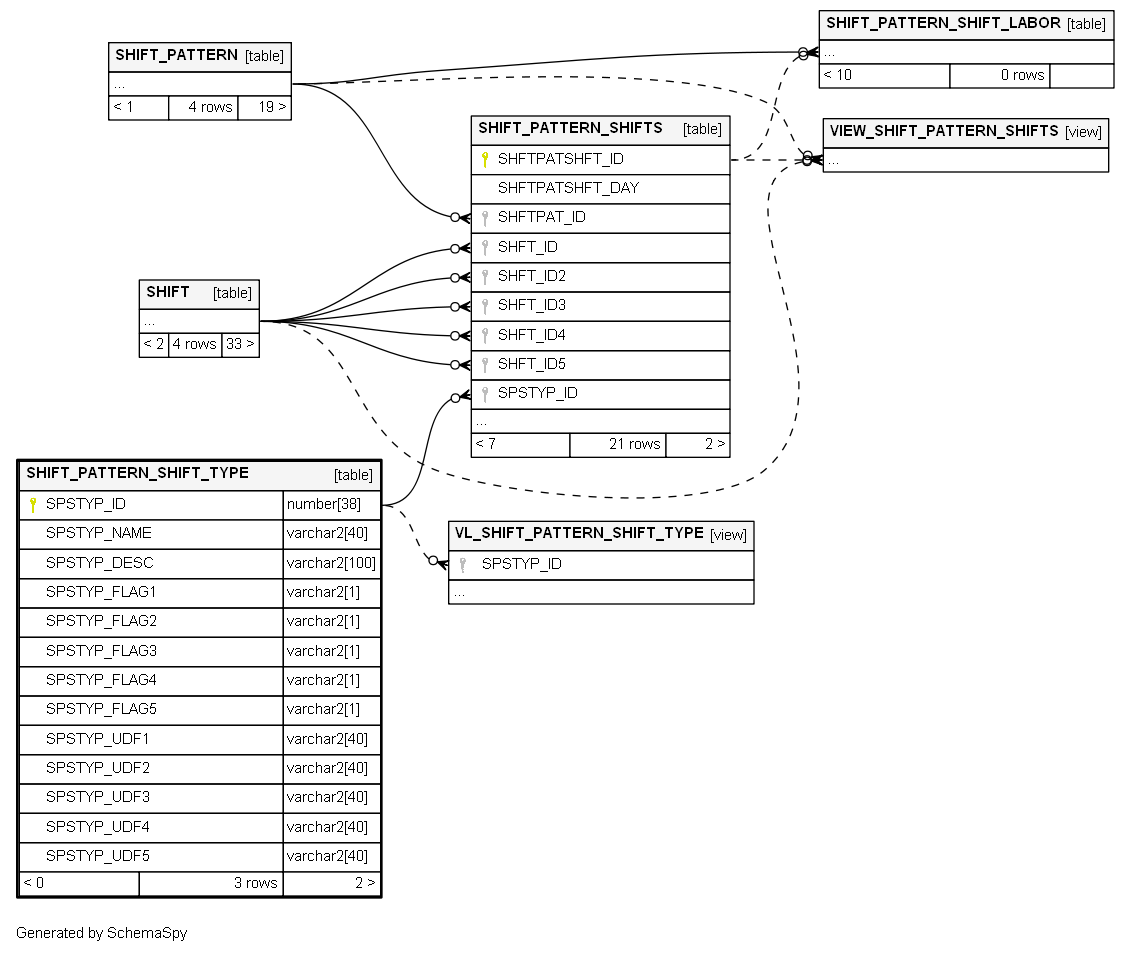 SHIFT_PATTERN_SHIFT_LABOR [table]
...
< 10 0 rows
SHIFT_PATTERN [table]
...
< 1 4 rows 19 >
VIEW_SHIFT_PATTERN_SHIFTS [view]
...
SHIFT_PATTERN_SHIFTS [table]
SHFTPATSHFT_ID
SHFTPATSHFT_DAY
SHFTPAT_ID
SHFT_ID
SHFT_ID2
SHFT_ID3
SHFT_ID4
SHFT_ID5
SPSTYP_ID
...
< 7 21 rows 2 >
SHIFT [table]
...
< 2 4 rows 33 >
SHIFT_PATTERN_SHIFT_TYPE [table]
SPSTYP_ID number[38]
SPSTYP_NAME varchar2[40]
SPSTYP_DESC varchar2[100]
SPSTYP_FLAG1 varchar2[1]
SPSTYP_FLAG2 varchar2[1]
SPSTYP_FLAG3 varchar2[1]
SPSTYP_FLAG4 varchar2[1]
SPSTYP_FLAG5 varchar2[1]
SPSTYP_UDF1 varchar2[40]
SPSTYP_UDF2 varchar2[40]
SPSTYP_UDF3 varchar2[40]
SPSTYP_UDF4 varchar2[40]
SPSTYP_UDF5 varchar2[40]
< 0 3 rows 2 >
VL_SHIFT_PATTERN_SHIFT_TYPE [view]
SPSTYP_ID
...
Generated by SchemaSpy